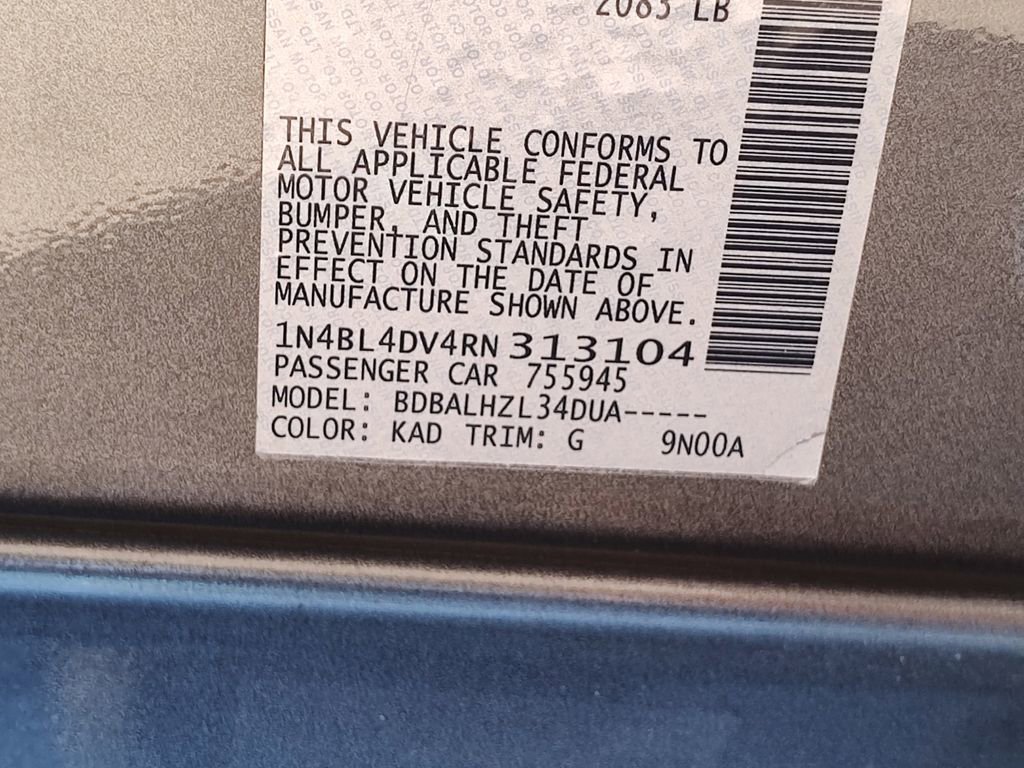 2083 LB
THIS VEHICLE CONFORMS TO
ALL APPLICABLE FEDERAL
MOTOR VEHICLE SAFETY,
BUMPER, AND THEFT
PREVENTION STANDARDS IN
EFFECT ON THE DATE OF
MANUFACTURE SHOWN ABOVE.
1N4BL4DV4RN 313104
PASSENGER CAR 755945
MODEL: BDBALHZL34DUA-----
COLOR: KAD TRIM: G 9N00A